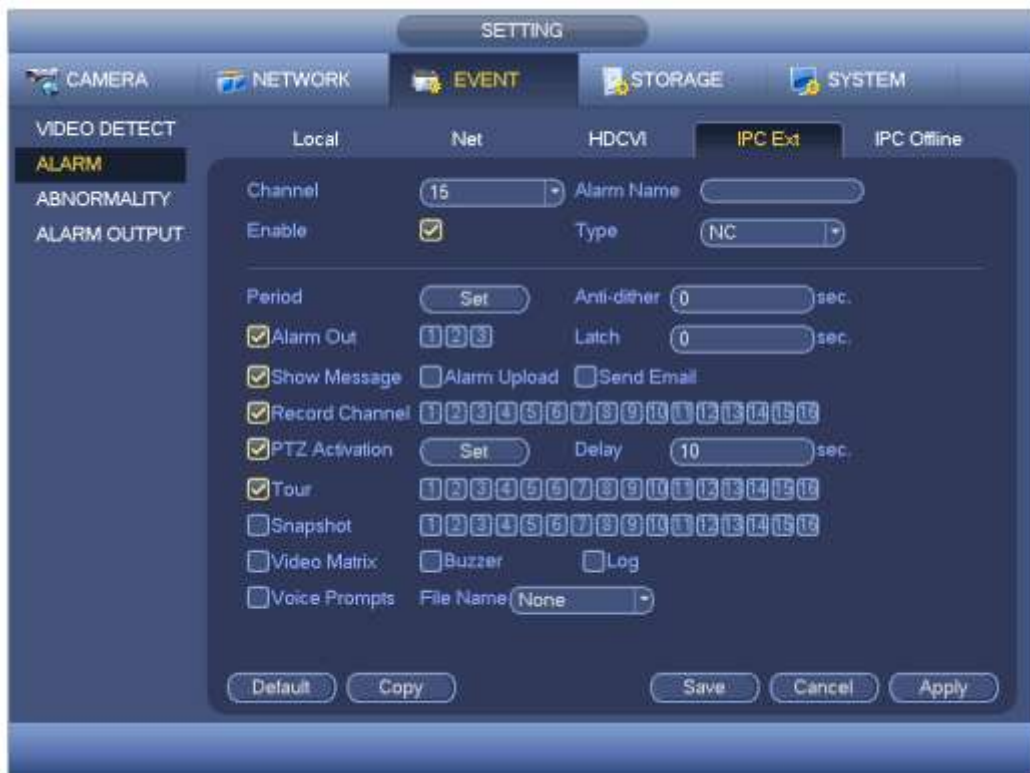 SETTING
CAMERA NETWORK EVENT STORAGE SYSTEM
VIDEO DETECT
ALARM
ABNORMALITY
ALARM OUTPUT
Local Net HDCVI IPC Ext IPC Offline
Channel 15 Alarm Name
Enable Type NC
Period Set Anti-dither 0 sec.
Alarm Out 1 2 3 Latch 0 sec.
Show Message Alarm Upload Send Email
Record Channel 1 2 3 4 5 6 7 8 9 10 11 12 13 14 15 16
PTZ Activation Set Delay 10 sec.
Tour 1 2 3 4 5 6 7 8 9 10 11 12 13 14 15 16
Snapshot 1 2 3 4 5 6 7 8 9 10 11 12 13 14 15 16
Video Matrix Buzzer Log
Voice Prompts File Name None
Default Copy Save Cancel Apply